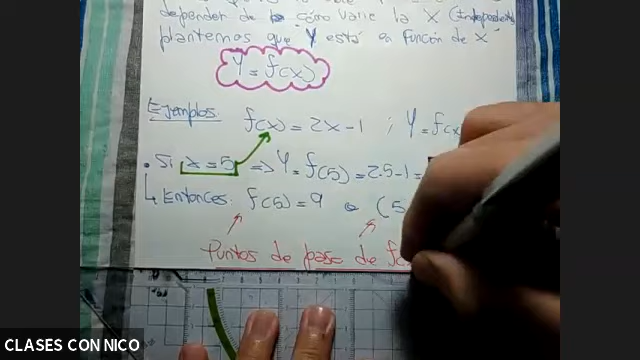 depender de cómo varíe la X (Independiente
planteamos que Y está en función de X
Y = f(x)
Ejemplos: f(x) = 2x-1 ; Y = f(x
• Si x = 5 => Y = f(5) = 2.5-1 =
↳ Entonces: f(5) = 9 o (5
Puntos de paso de f(
CLASES CON NICO